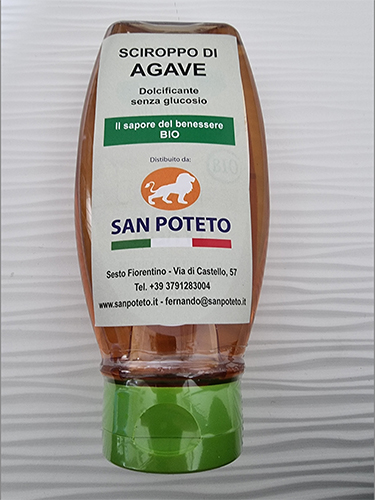 SCIROPPO DI
AGAVE
Dolcificante
senza glucosio
Il sapore del benessere
BIO
Distribuito da:
SAN POTETO
Sesto Fiorentino - Via di Castello, 57
Tel. +39 3791283004
www.sanpoteto.it - fernando@sanpoteto.it